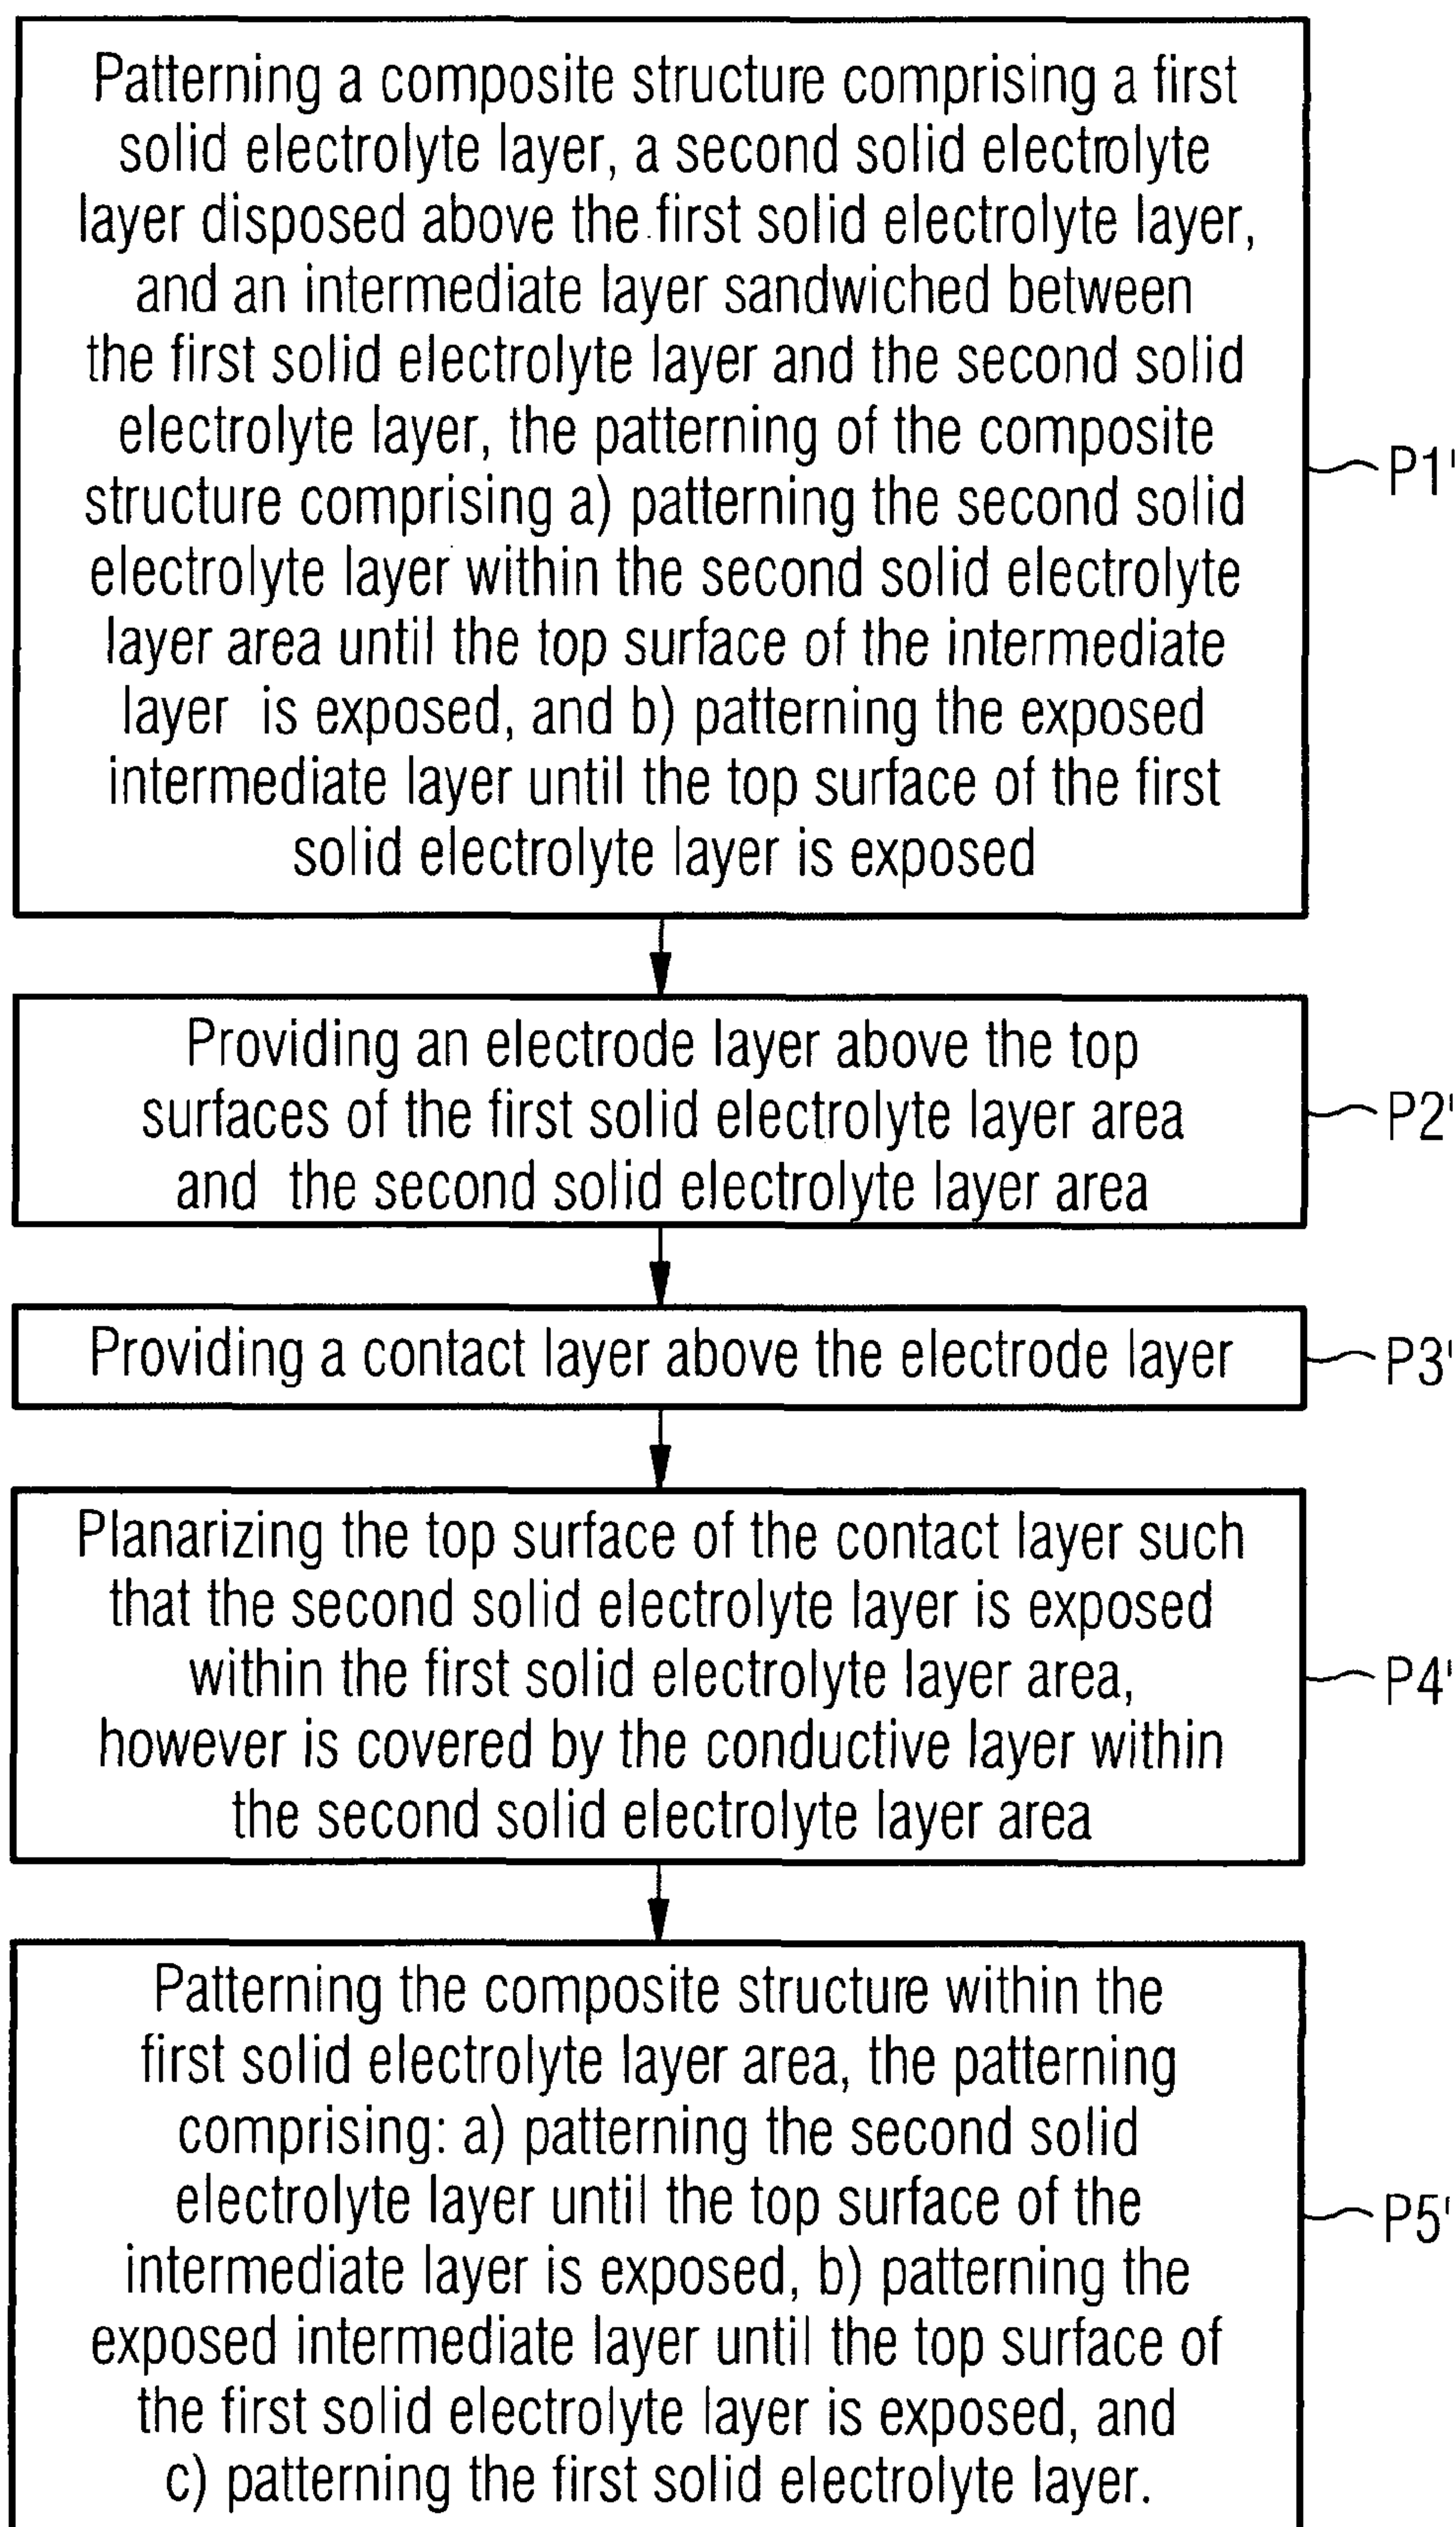 Patterning a composite structure comprising a first
solid electrolyte layer, a second solid electrolyte
layer disposed above the first solid electrolyte layer,
and an intermediate layer sandwiched between
the first solid electrolyte layer and the second solid
electrolyte layer, the patterning of the composite
structure comprising a) patterning the second solid
electrolyte layer within the second solid electrolyte
layer area until the top surface of the intermediate
layer is exposed, and b) patterning the exposed
intermediate layer until the top surface of the first
solid electrolyte layer is exposed
P1'
Providing an electrode layer above the top
surfaces of the first solid electrolyte layer area
and the second solid electrolyte layer area
P2'
Providing a contact layer above the electrode layer
P3'
Planarizing the top surface of the contact layer such
that the second solid electrolyte layer is exposed
within the first solid electrolyte layer area,
however is covered by the conductive layer within
the second solid electrolyte layer area
P4'
Patterning the composite structure within the
first solid electrolyte layer area, the patterning
comprising: a) patterning the second solid
electrolyte layer until the top surface of the
intermediate layer is exposed, b) patterning the
exposed intermediate layer until the top surface of
the first solid electrolyte layer is exposed, and
c) patterning the first solid electrolyte layer.
P5'